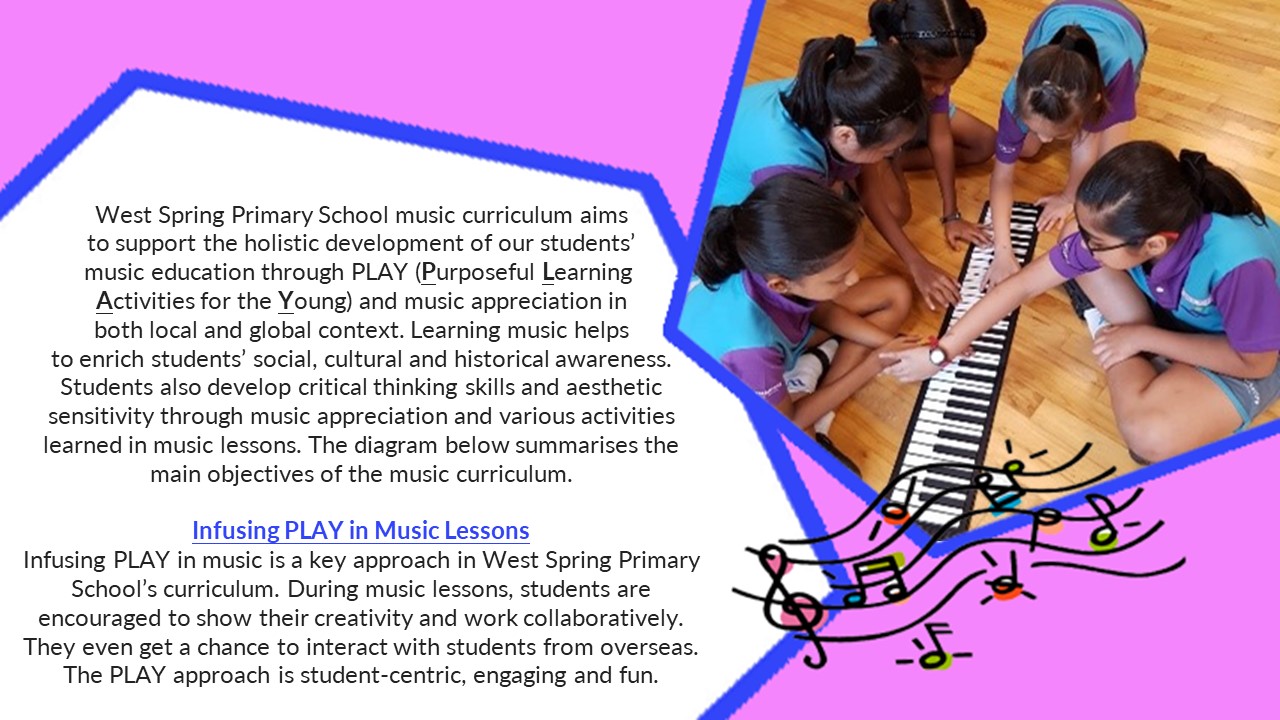 West Spring Primary School music curriculum aims
to support the holistic development of our students’
music education through PLAY (Purposeful Learning
Activities for the Young) and music appreciation in
both local and global context. Learning music helps
to enrich students’ social, cultural and historical awareness.
Students also develop critical thinking skills and aesthetic
sensitivity through music appreciation and various activities
learned in music lessons. The diagram below summarises the
main objectives of the music curriculum.
Infusing PLAY in Music Lessons
Infusing PLAY in music is a key approach in West Spring Primary
School’s curriculum. During music lessons, students are
encouraged to show their creativity and work collaboratively.
They even get a chance to interact with students from overseas.
The PLAY approach is student-centric, engaging and fun.